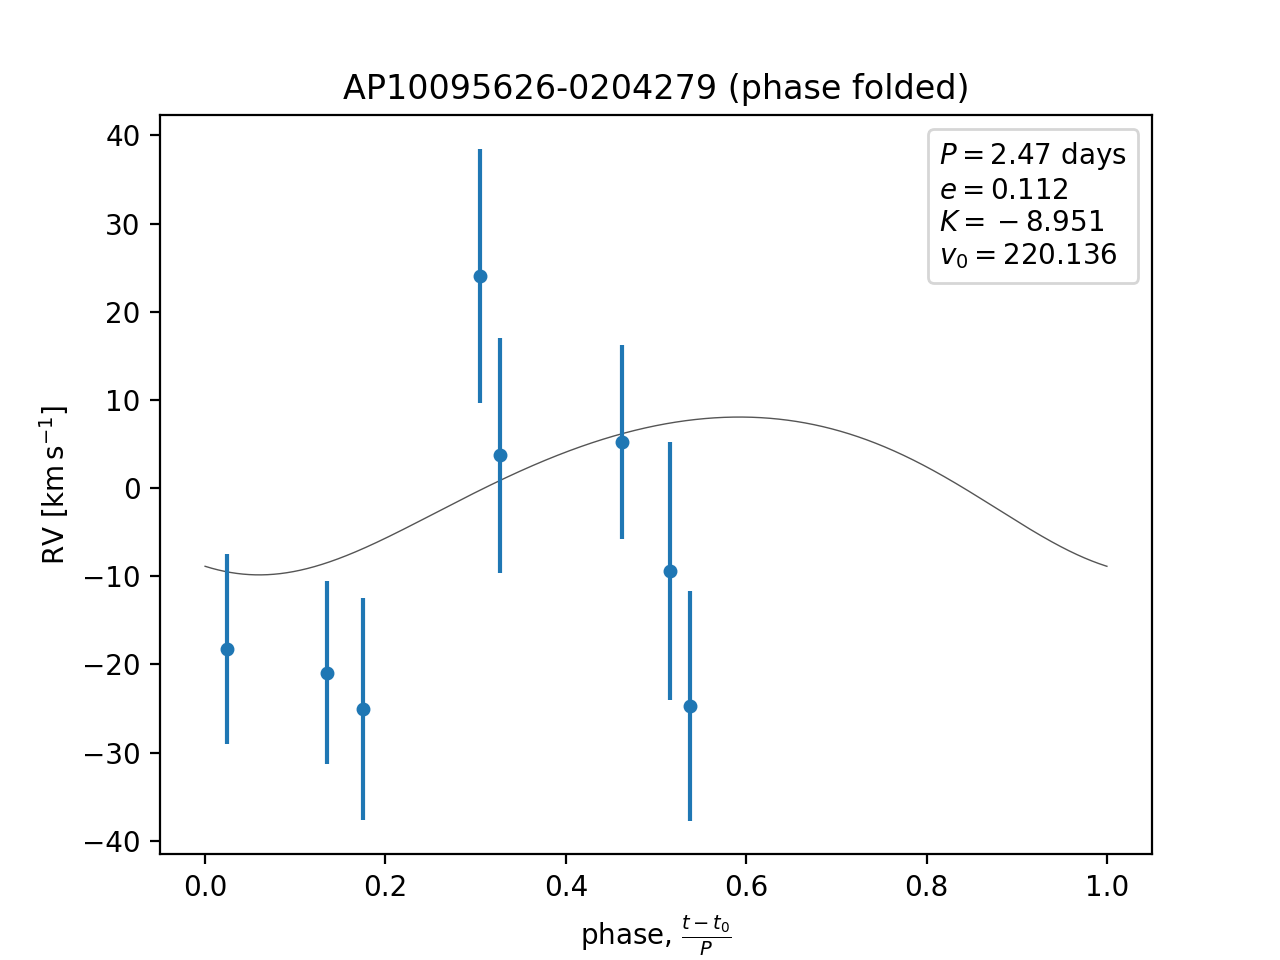 AP10095626-0204279 (phase folded)
P = 2.47 days
e = 0.112
K = −8.951
v₀ = 220.136
RV [km s⁻¹]
40
30
20
10
0
−10
−20
−30
−40
0.0 0.2 0.4 0.6 0.8 1.0
phase, (t − t₀)/P